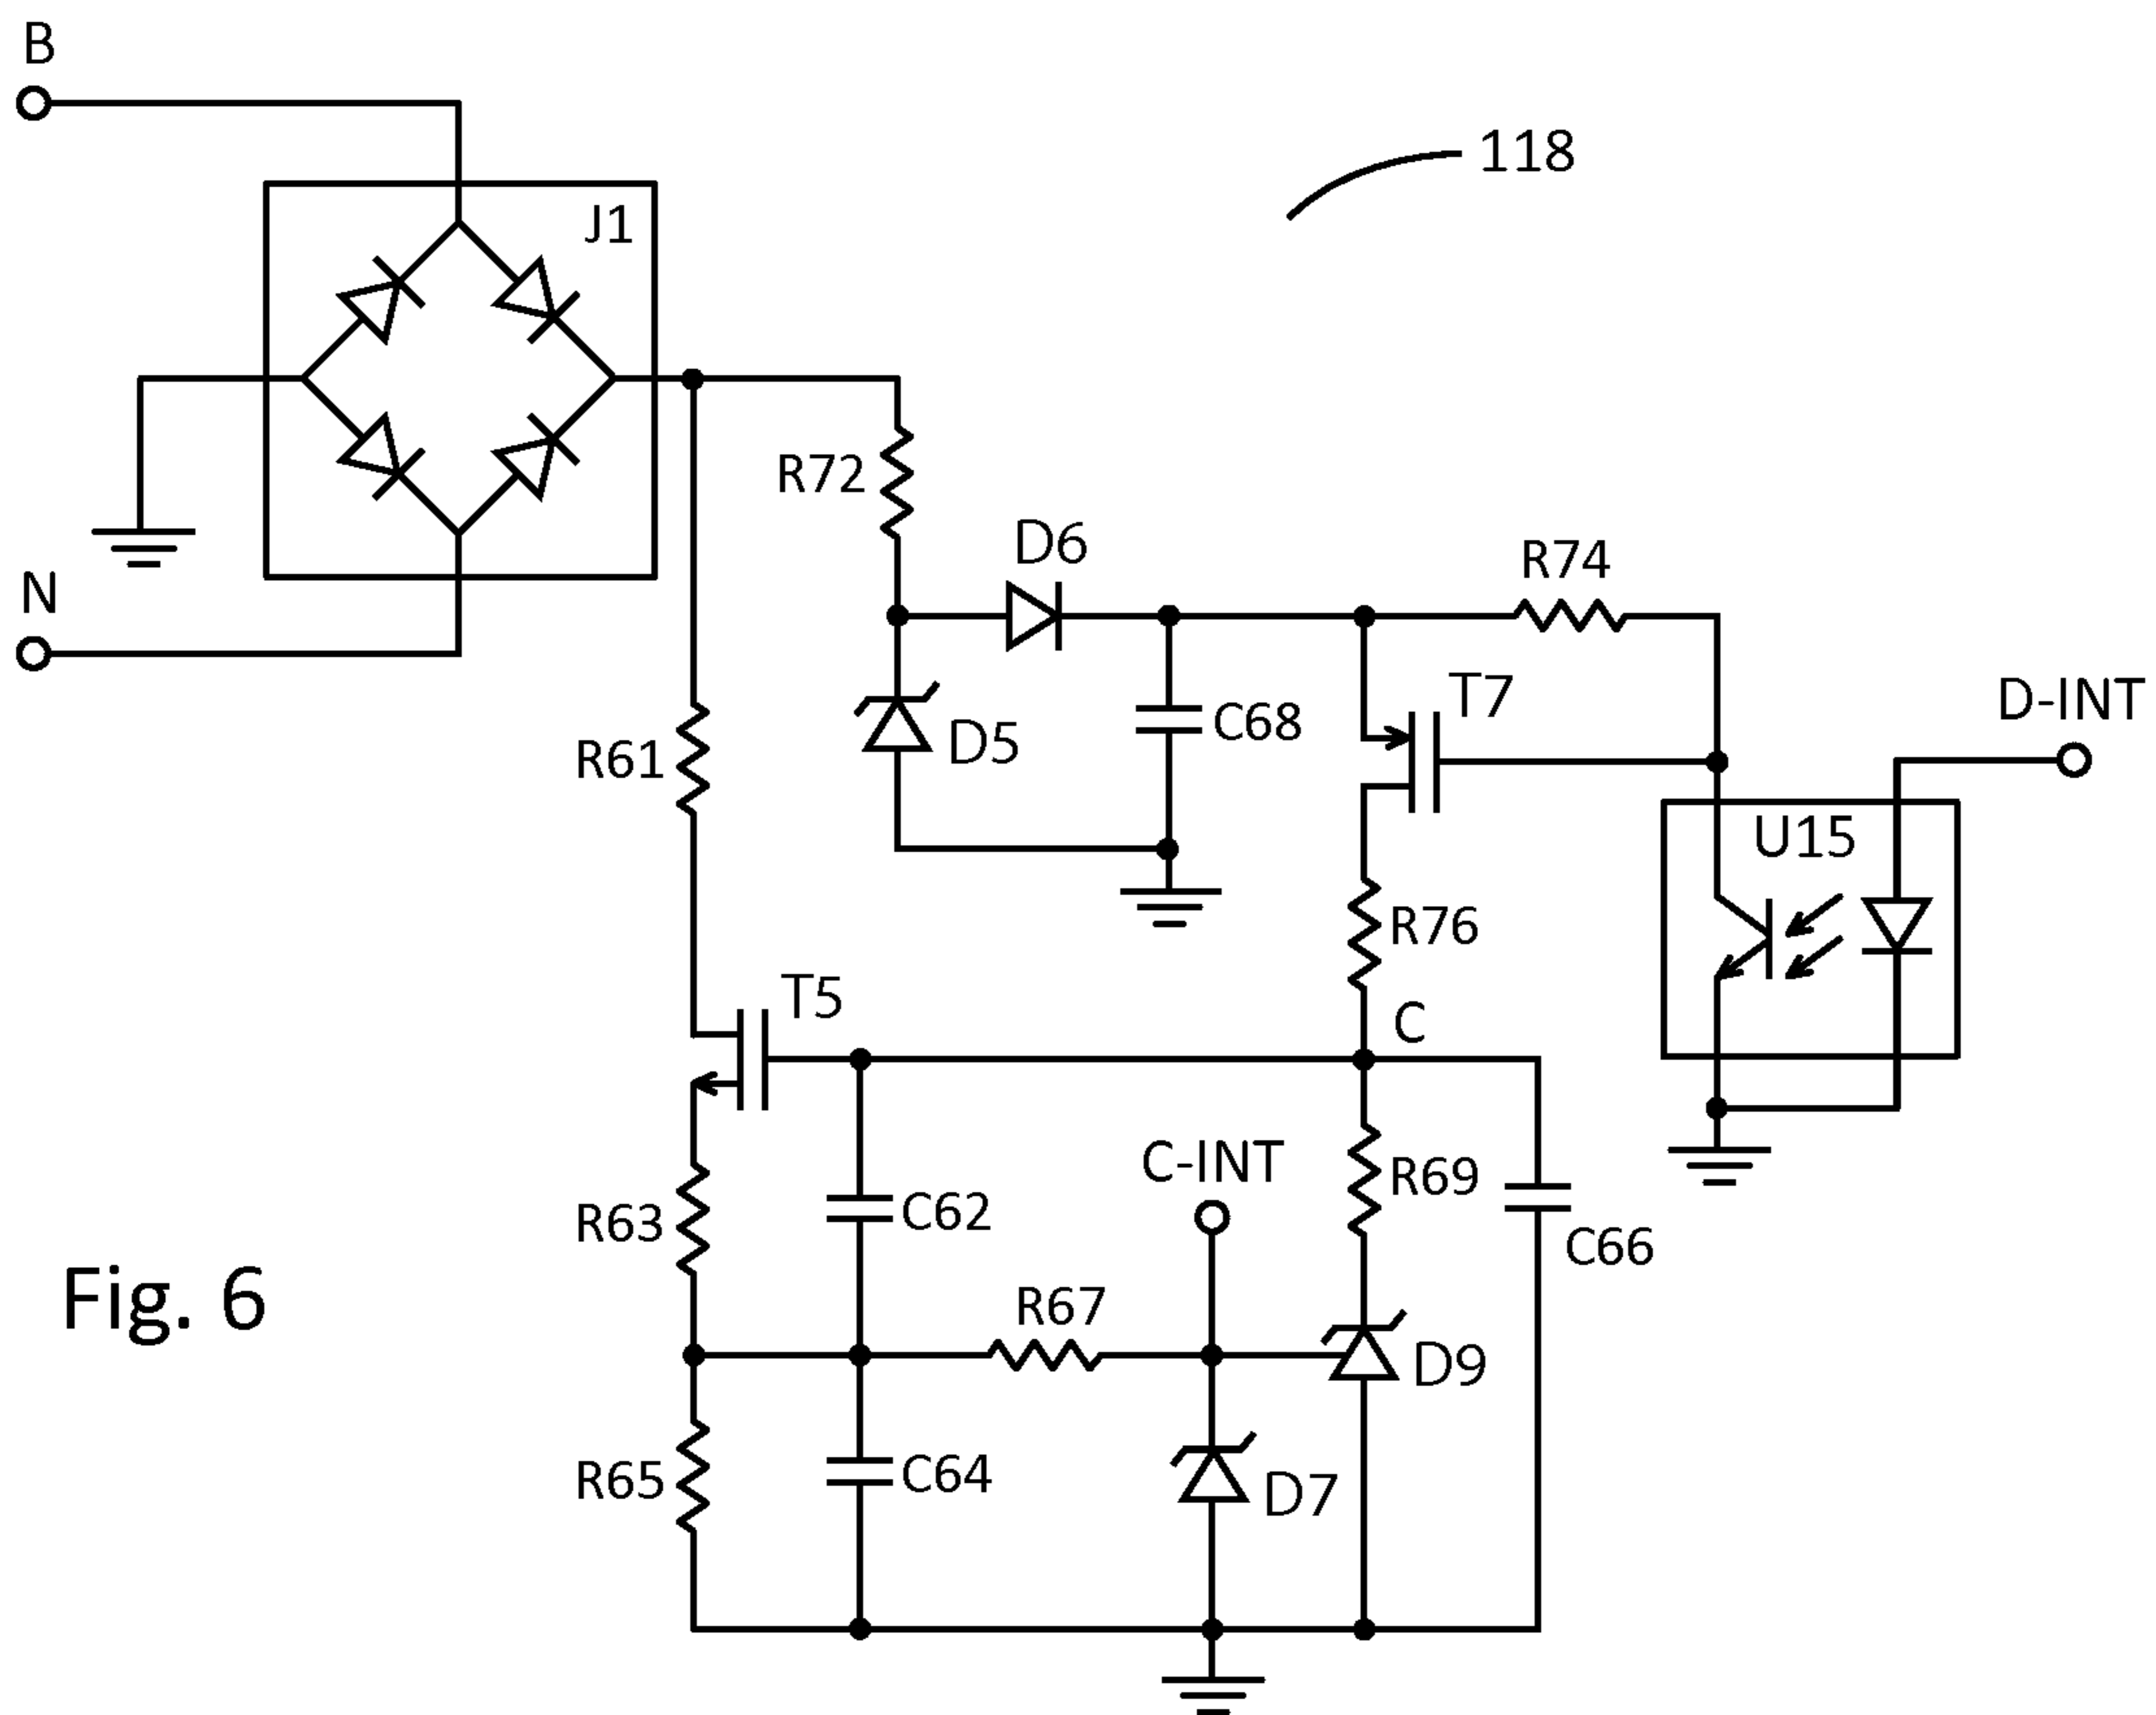 B
118
J1
N
R72
D6
R74
T7
D-INT
R61
D5
C68
U15
R76
T5
C
C-INT
R63
C62
R69
C66
Fig. 6
R67
D9
R65
C64
D7